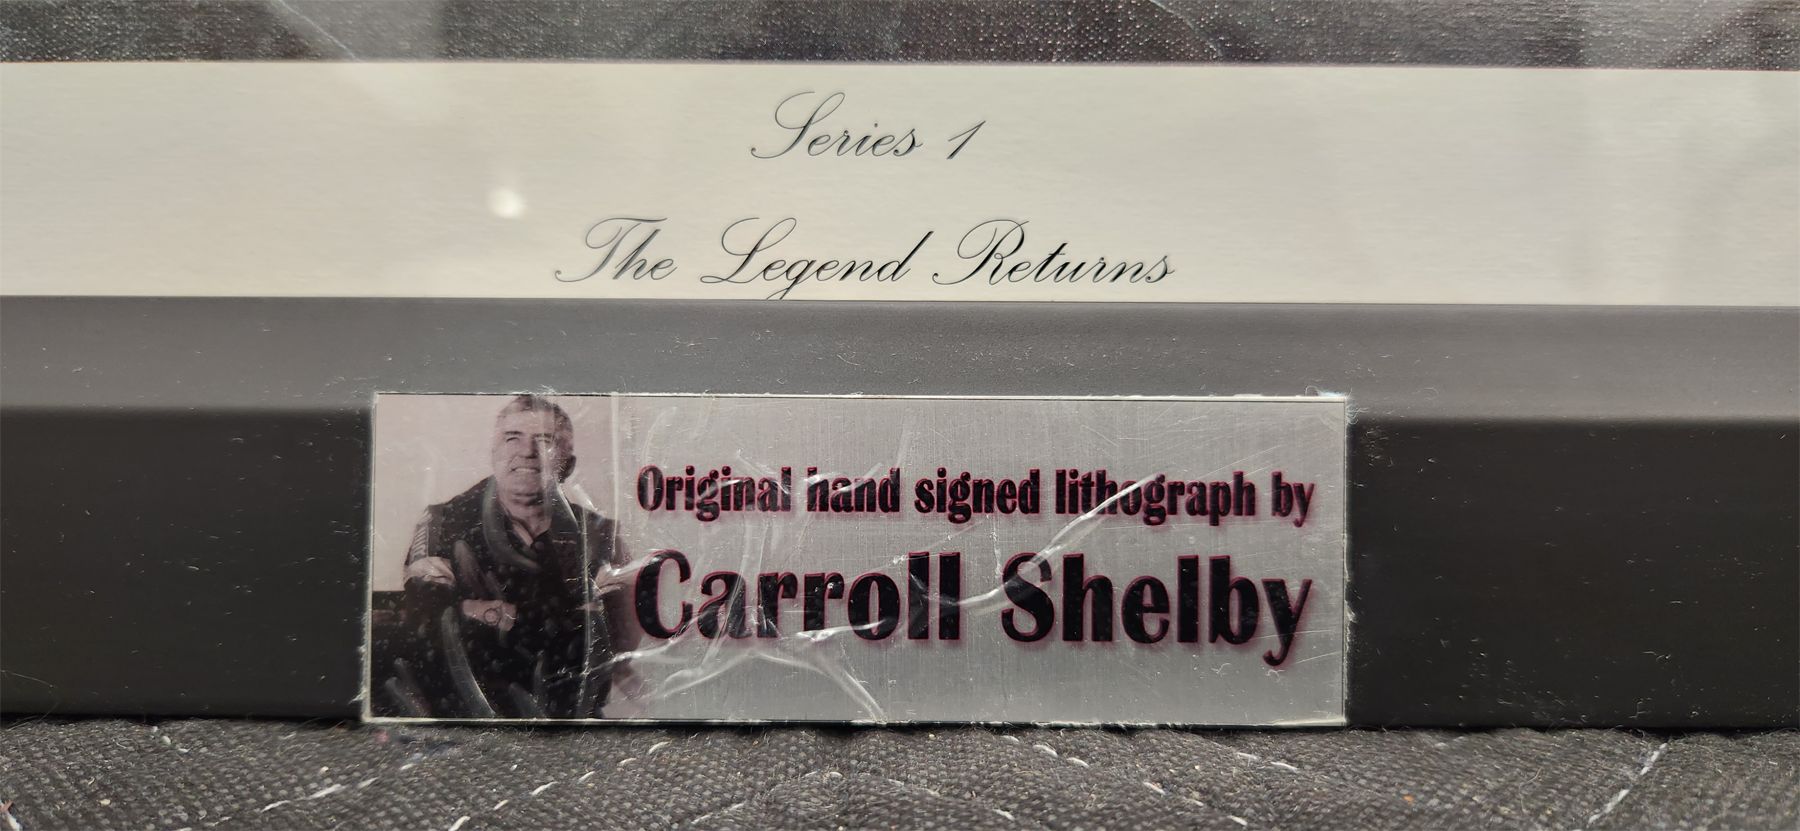 Series 1
The Legend Returns
Original hand signed lithograph by
Carroll Shelby